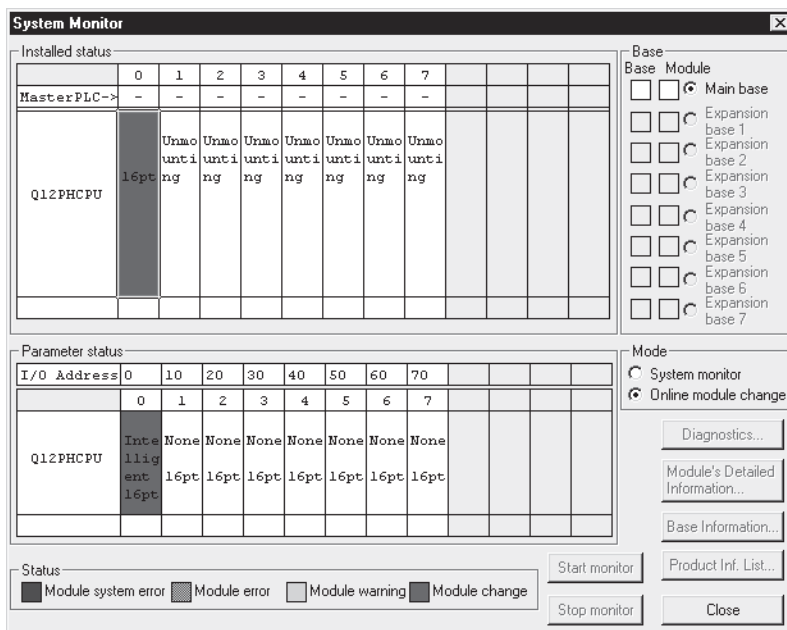 System Monitor
Installed status
0 1 2 3 4 5 6 7
MasterPLC-> - - - - - - - -
Q12PHCPU
16pt
Unmo Unmo Unmo Unmo Unmo Unmo Unmo
unti unti unti unti unti unti unti
ng ng ng ng ng ng ng
Base
Base Module
Main base
Expansion
base 1
Expansion
base 2
Expansion
base 3
Expansion
base 4
Expansion
base 5
Expansion
base 6
Expansion
base 7
Parameter status
I/O Address 0 10 20 30 40 50 60 70
0 1 2 3 4 5 6 7
Q12PHCPU
Inte None None None None None None None
llig
ent 16pt 16pt 16pt 16pt 16pt 16pt 16pt
16pt
Mode
System monitor
Online module change
Diagnostics...
Module's Detailed
Information...
Base Information...
Product Inf. List...
Close
Status
Module system error Module error Module warning Module change
Start monitor
Stop monitor